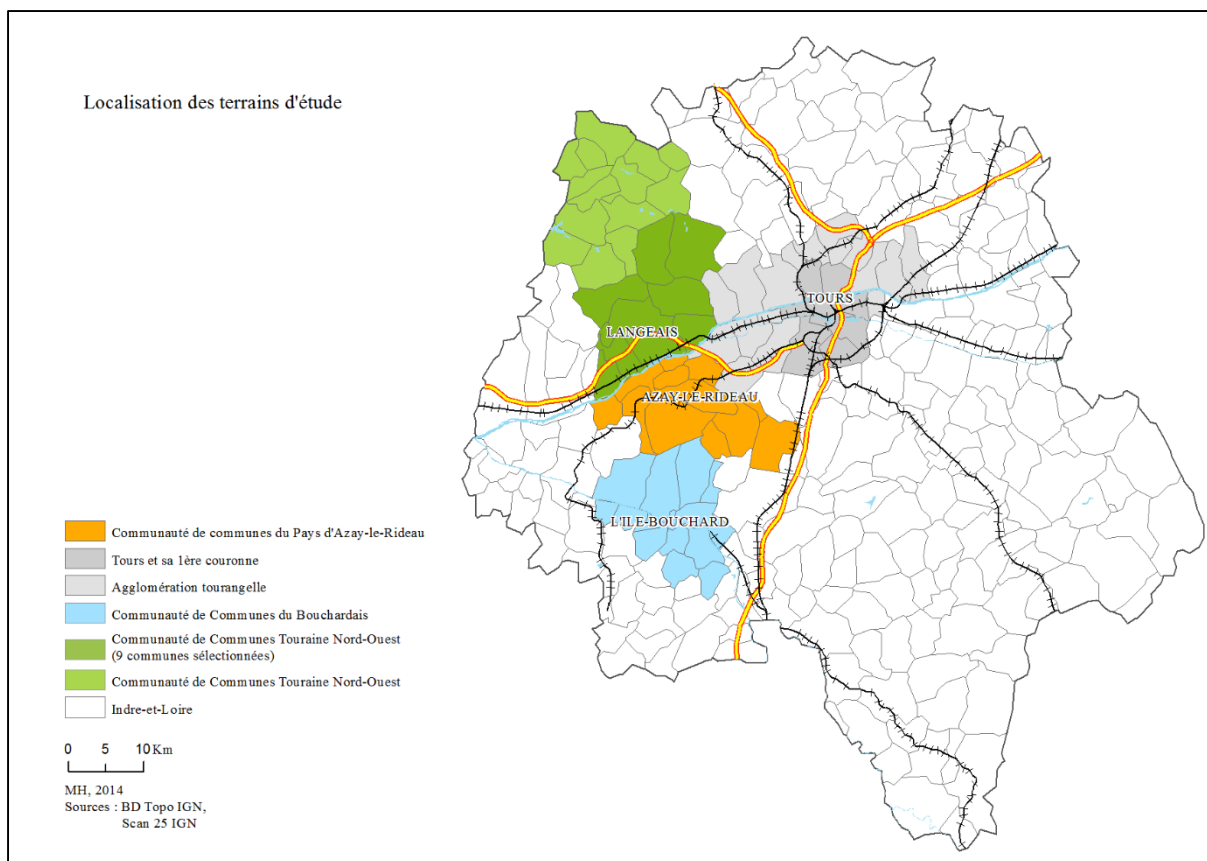 Localisation des terrains d'étude
TOURS
LANGEAIS
AZAY-LE-RIDEAU
L'ILE-BOUCHARD
Communauté de communes du Pays d'Azay-le-Rideau
Tours et sa 1ère couronne
Agglomération tourangelle
Communauté de Communes du Bouchardais
Communauté de Communes Touraine Nord-Ouest
(9 communes sélectionnées)
Communauté de Communes Touraine Nord-Ouest
Indre-et-Loire
0 5 10 Km
MH, 2014
Sources : BD Topo IGN,
Scan 25 IGN